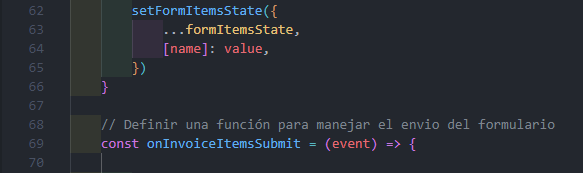 62 setFormItemsState({
63 ...formItemsState,
64 [name]: value,
65 })
66 }
67
68 // Definir una función para manejar el envio del formulario
69 const onInvoiceItemsSubmit = (event) => {
70